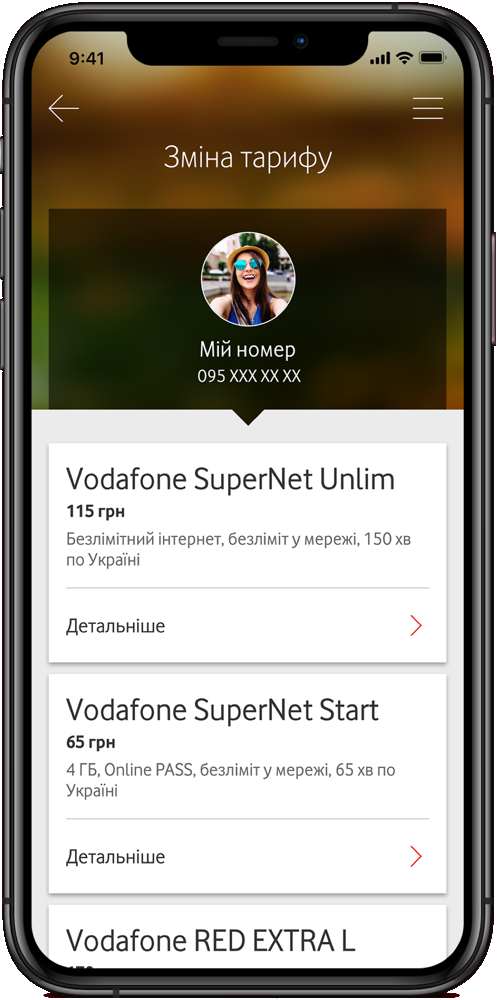 9:41
Зміна тарифу
Мій номер
095 XXX XX XX
Vodafone SuperNet Unlim
115 грн
Безлімітний інтернет, безліміт у мережі, 150 хв
по Україні
Детальніше
Vodafone SuperNet Start
65 грн
4 ГБ, Online PASS, безліміт у мережі, 65 хв по
Україні
Детальніше
Vodafone RED EXTRA L